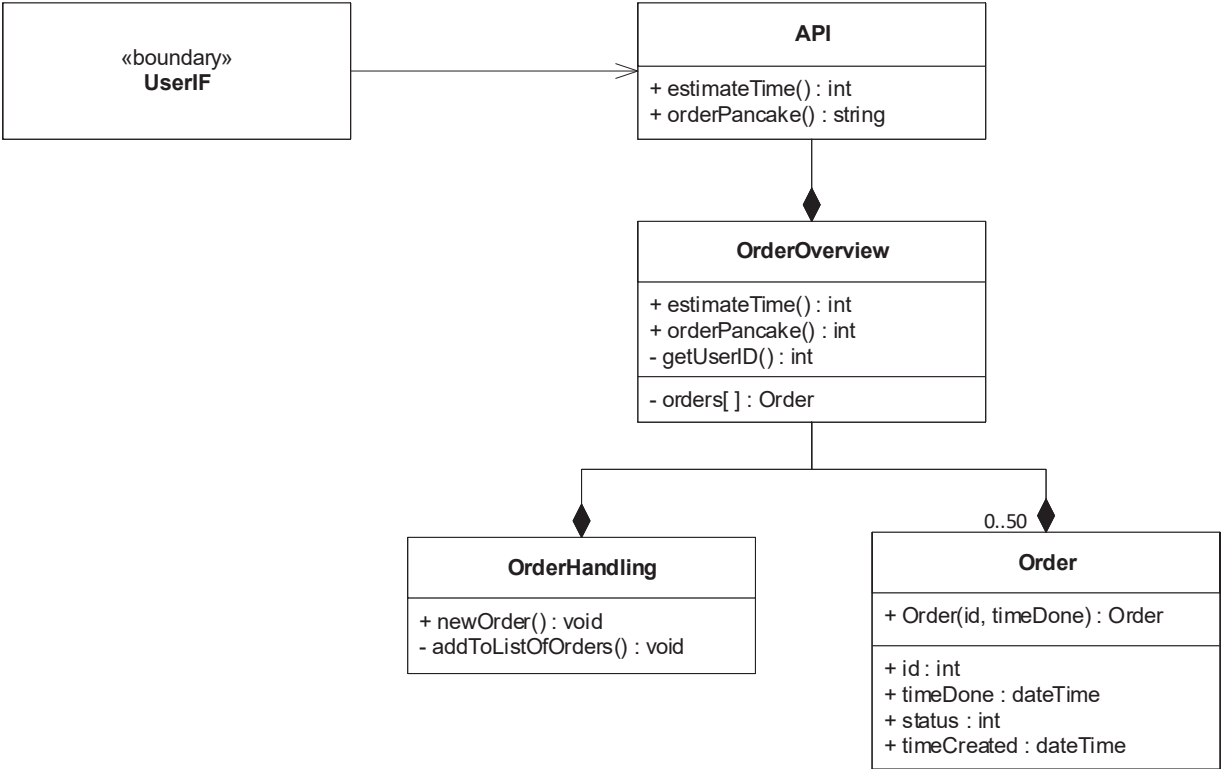 «boundary»
UserIF
API
+ estimateTime() : int
+ orderPancake() : string
OrderOverview
+ estimateTime() : int
+ orderPancake() : int
- getUserID() : int
- orders[ ] : Order
OrderHandling
+ newOrder() : void
- addToListOfOrders() : void
0..50
Order
+ Order(id, timeDone) : Order
+ id : int
+ timeDone : dateTime
+ status : int
+ timeCreated : dateTime